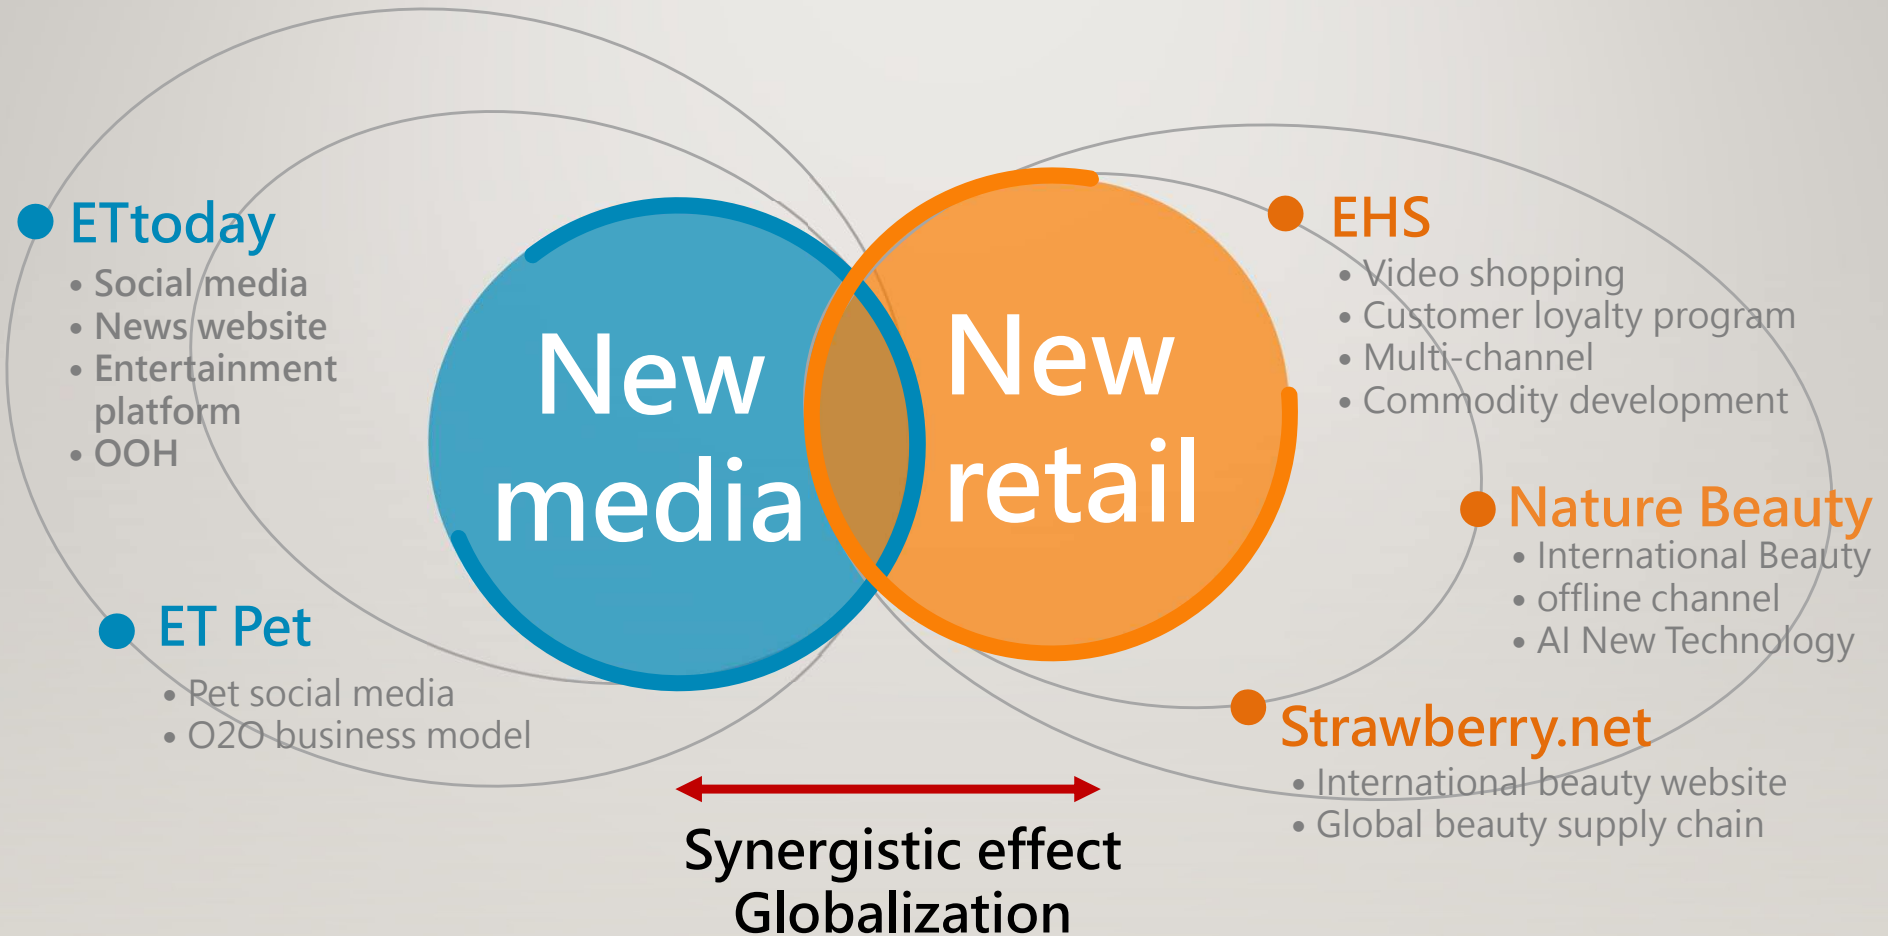 ETtoday
• Social media
• News website
• Entertainment
platform
• OOH
ET Pet
• Pet social media
• O2O business model
New
media
New
retail
EHS
• Video shopping
• Customer loyalty program
• Multi-channel
• Commodity development
Nature Beauty
• International Beauty
• offline channel
• AI New Technology
Strawberry.net
• International beauty website
• Global beauty supply chain
Synergistic effect
Globalization